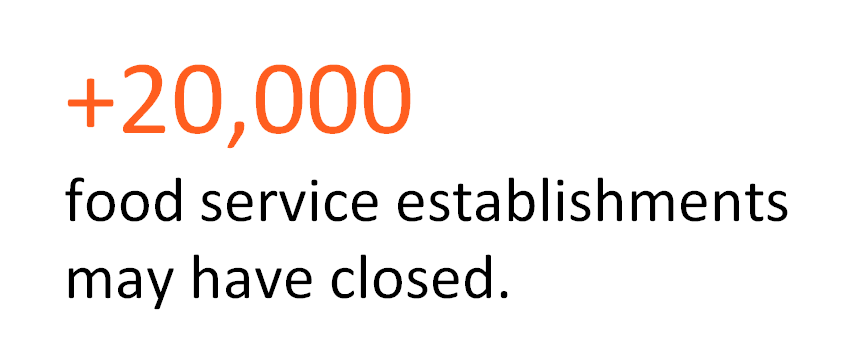 +20,000
food service establishments
may have closed.